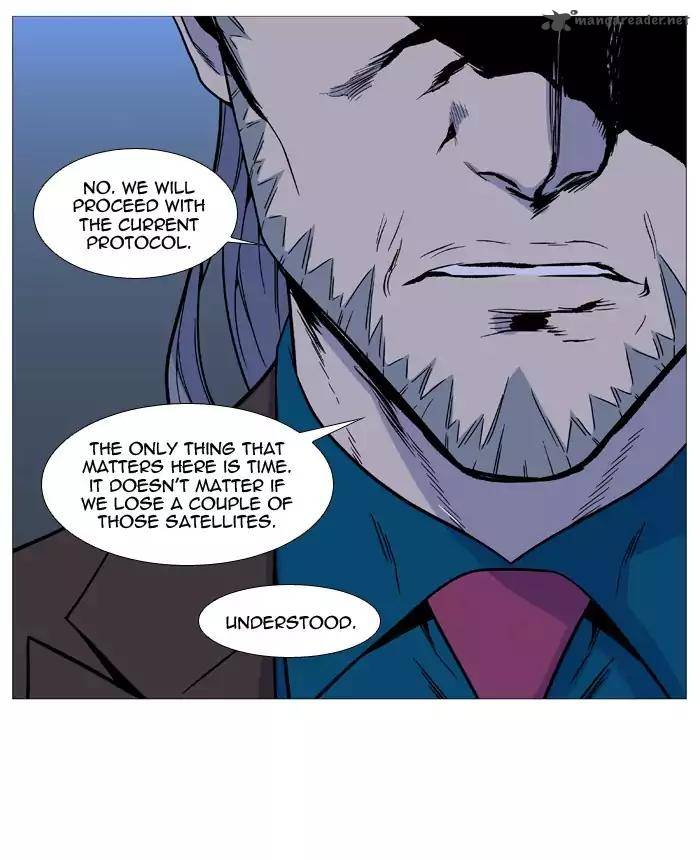 mangareader.net
NO. WE WILL
PROCEED WITH
THE CURRENT
PROTOCOL.
THE ONLY THING THAT
MATTERS HERE IS TIME.
IT DOESN'T MATTER IF
WE LOSE A COUPLE OF
THOSE SATELLITES.
UNDERSTOOD.